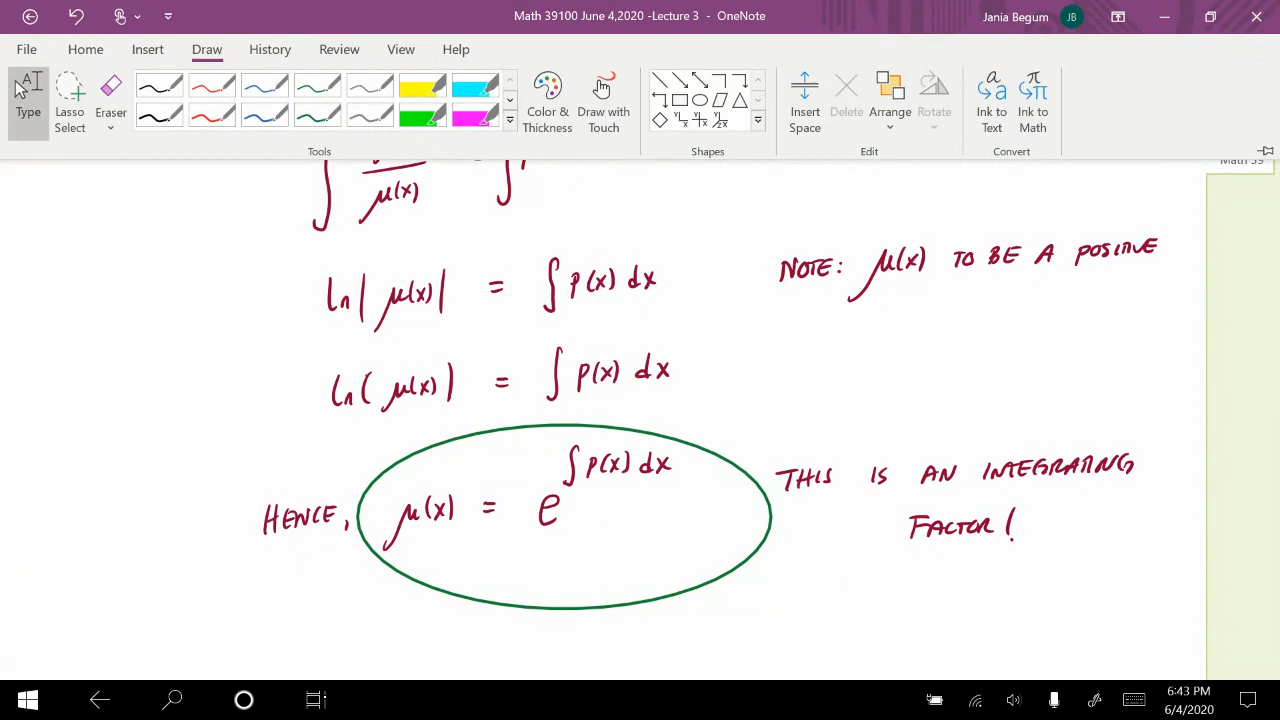 Math 39100 June 4,2020 -Lecture 3 - OneNote
Jania Begum JB
File Home Insert Draw History Review View Help
Type
Lasso Select
Eraser
Color & Thickness
Draw with Touch
Insert Space
Delete
Arrange
Rotate
Ink to Text
Ink to Math
Tools Shapes Edit Convert
Math 39
∫ μ(x) ∫
ln|μ(x)| = ∫ p(x) dx NOTE: μ(x) TO BE A POSITIVE
ln(μ(x)) = ∫ p(x) dx
HENCE, μ(x) = e^∫ p(x) dx THIS IS AN INTEGRATING
FACTOR!
6:43 PM
6/4/2020